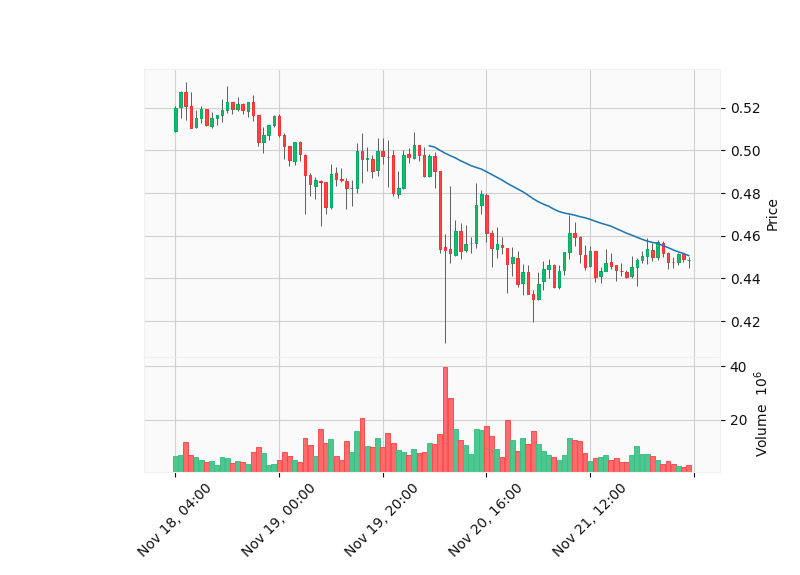 0.52
0.50
0.48
0.46
0.44
0.42
Price
40
20
Volume 10^6
Nov 18, 04:00
Nov 19, 00:00
Nov 19, 20:00
Nov 20, 16:00
Nov 21, 12:00